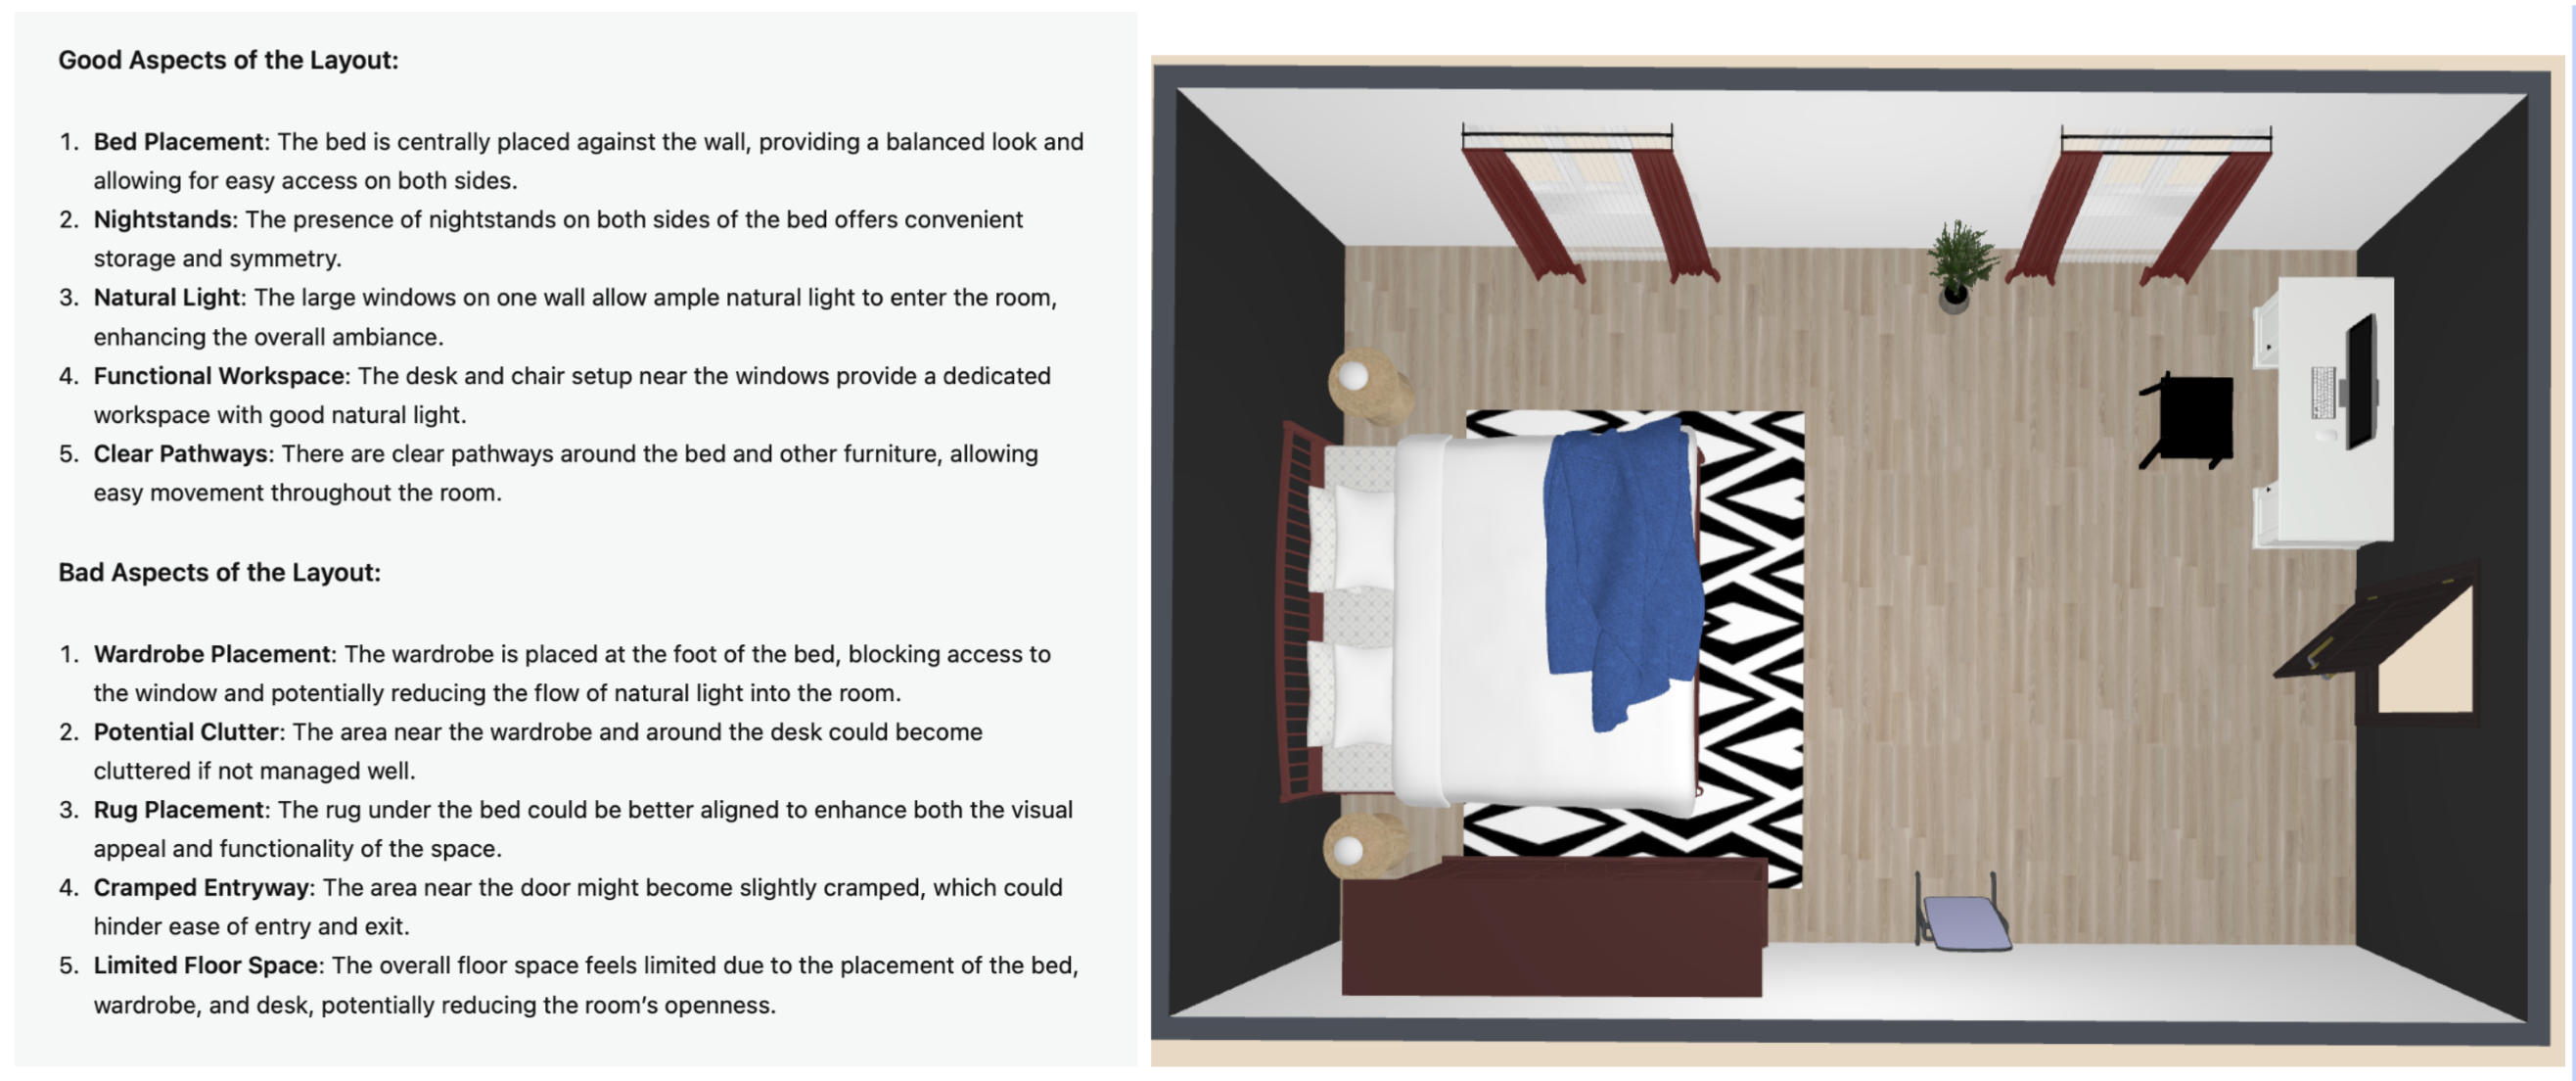 Good Aspects of the Layout:
1. Bed Placement: The bed is centrally placed against the wall, providing a balanced look and
allowing for easy access on both sides.
2. Nightstands: The presence of nightstands on both sides of the bed offers convenient
storage and symmetry.
3. Natural Light: The large windows on one wall allow ample natural light to enter the room,
enhancing the overall ambiance.
4. Functional Workspace: The desk and chair setup near the windows provide a dedicated
workspace with good natural light.
5. Clear Pathways: There are clear pathways around the bed and other furniture, allowing
easy movement throughout the room.
Bad Aspects of the Layout:
1. Wardrobe Placement: The wardrobe is placed at the foot of the bed, blocking access to
the window and potentially reducing the flow of natural light into the room.
2. Potential Clutter: The area near the wardrobe and around the desk could become
cluttered if not managed well.
3. Rug Placement: The rug under the bed could be better aligned to enhance both the visual
appeal and functionality of the space.
4. Cramped Entryway: The area near the door might become slightly cramped, which could
hinder ease of entry and exit.
5. Limited Floor Space: The overall floor space feels limited due to the placement of the bed,
wardrobe, and desk, potentially reducing the room’s openness.